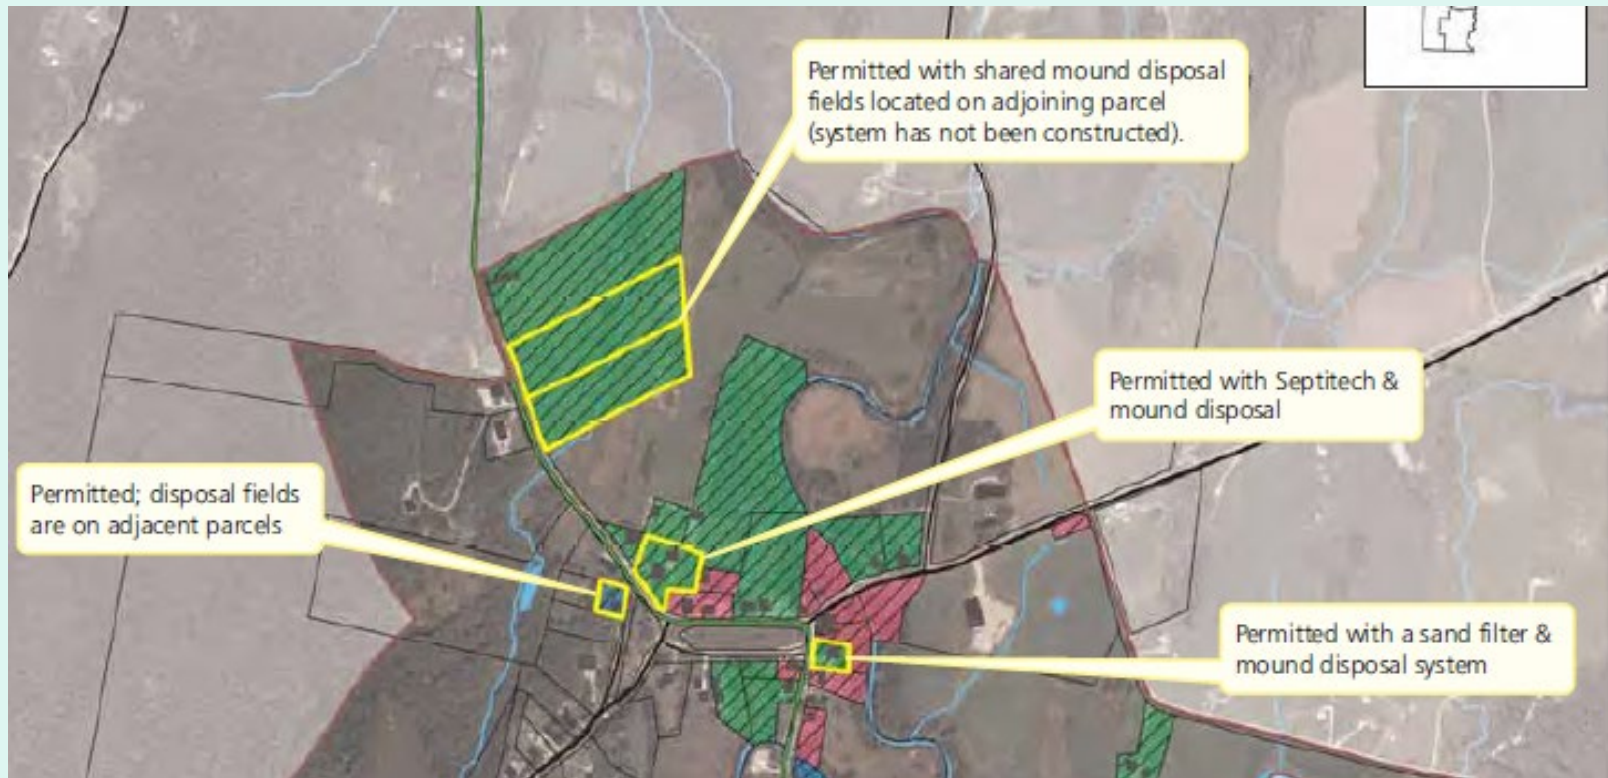 Permitted with shared mound disposal
fields located on adjoining parcel
(system has not been constructed).
Permitted with Septitech &
mound disposal
Permitted; disposal fields
are on adjacent parcels
Permitted with a sand filter &
mound disposal system